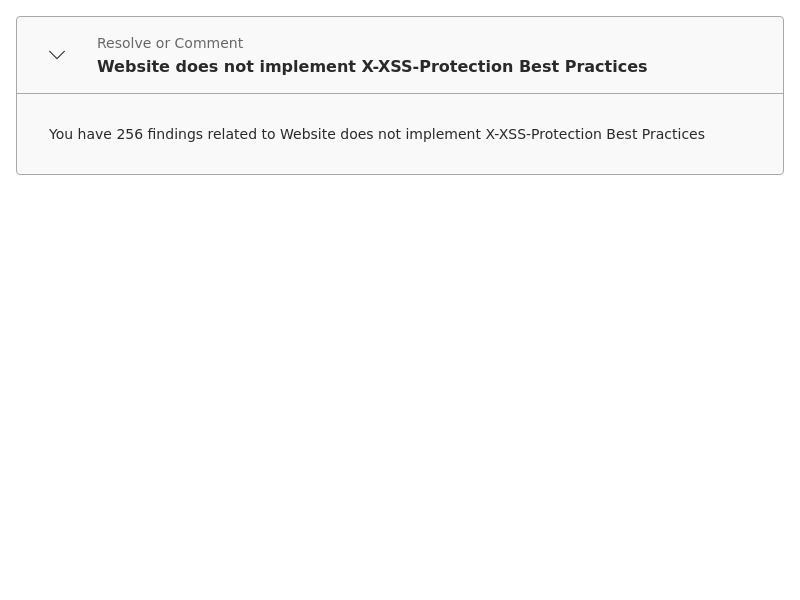 Resolve or Comment
Website does not implement X-XSS-Protection Best Practices
You have 256 findings related to Website does not implement X-XSS-Protection Best Practices